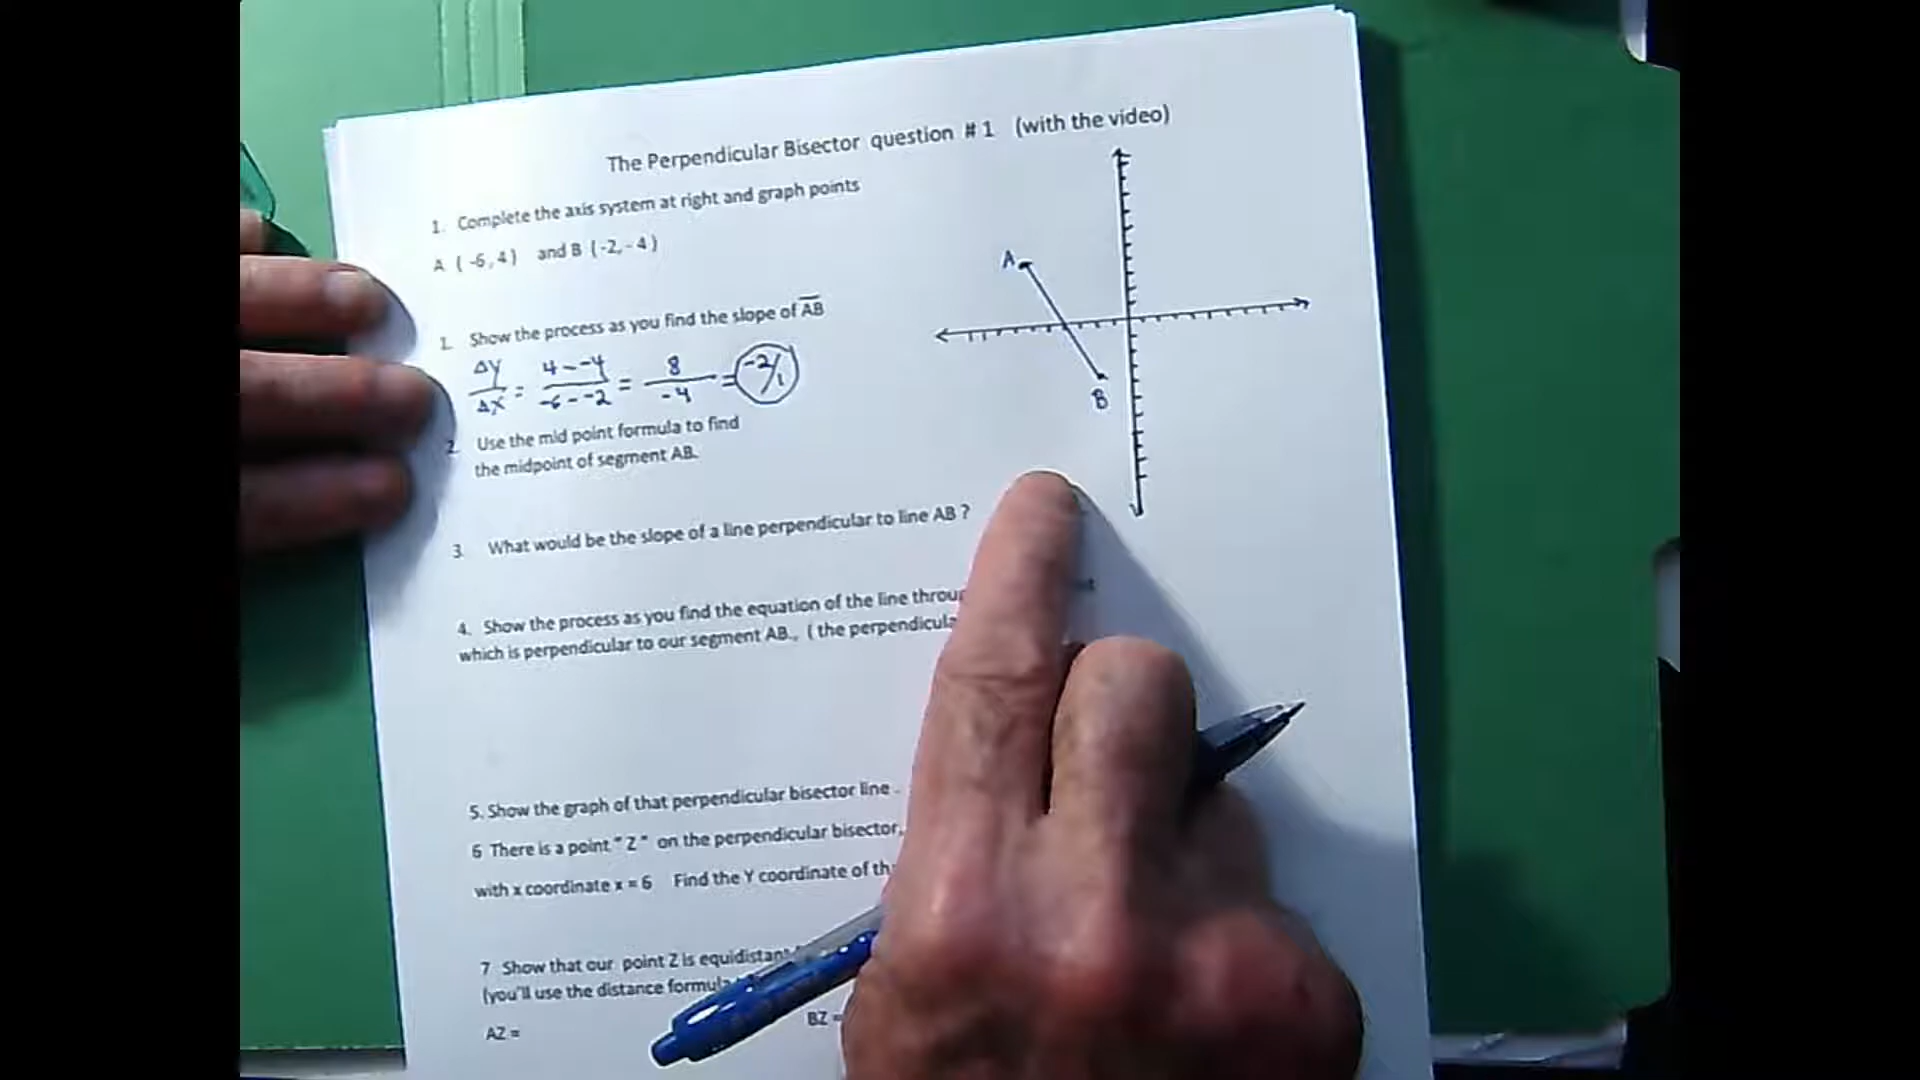 The Perpendicular Bisector question # 1 (with the video)
1. Complete the axis system at right and graph points
A ( -6 , 4 ) and B ( -2, - 4 )
1. Show the process as you find the slope of A̅B̅
ΔY/ΔX = 4 - -4/-6 - -2 = 8/-4 = -2/1
A
B
2. Use the mid point formula to find
the midpoint of segment AB.
3. What would be the slope of a line perpendicular to line AB ?
4. Show the process as you find the equation of the line
which is perpendicular to our segment AB., ( the
5. Show the graph of that perpendicular bisector line .
6 There is a point " Z " on the perpendicular bisector,
with x coordinate x = 6 Find the Y coordinate of
7 Show that our point Z is
(you'll use the distance
AZ =
BZ =